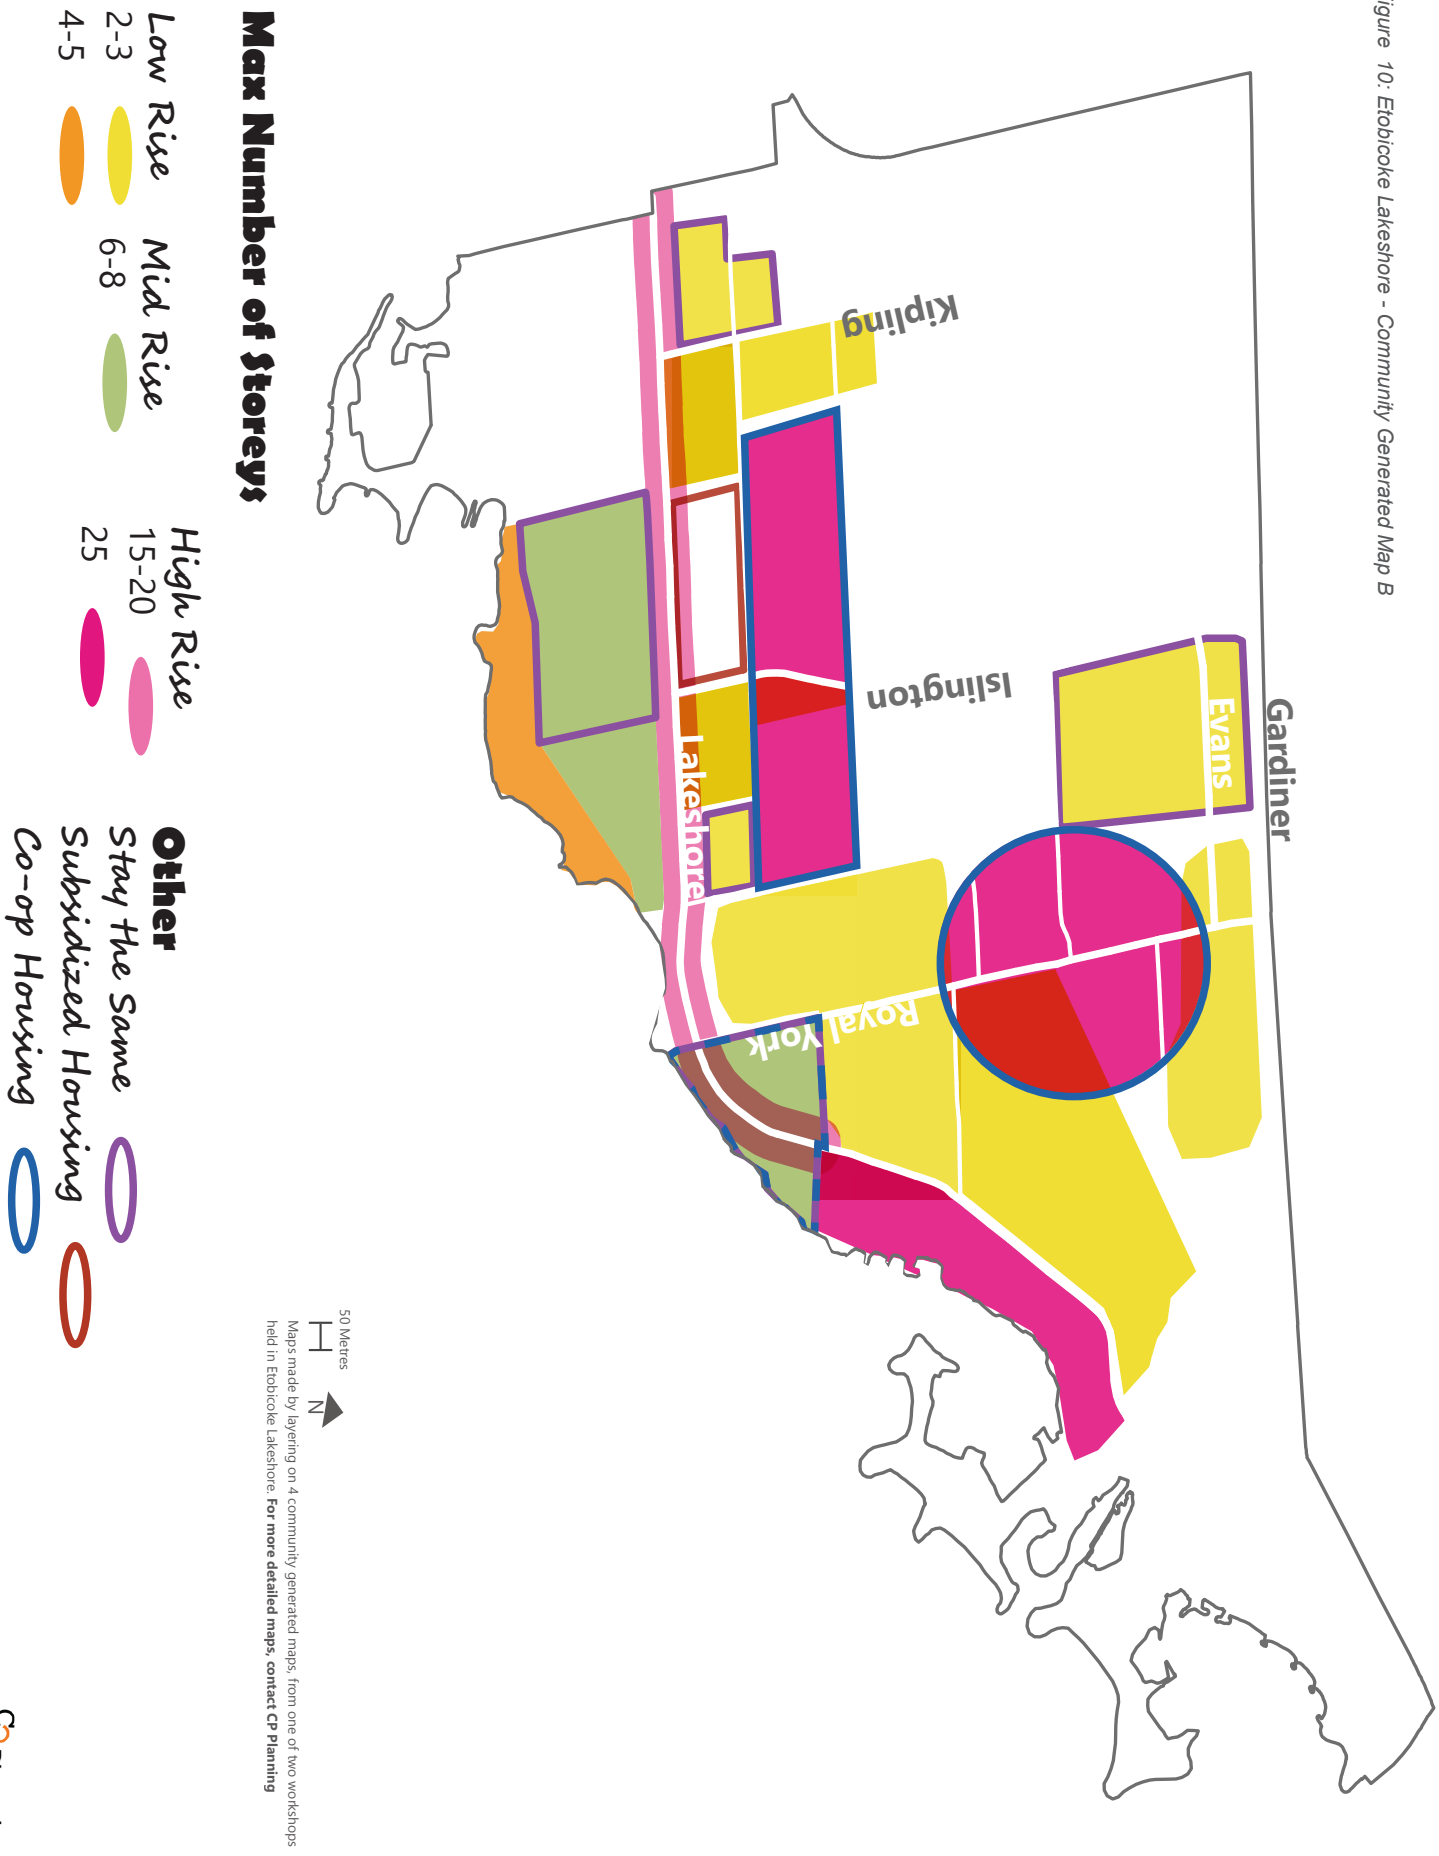 Figure 10: Etobicoke Lakeshore - Community Generated Map B
Gardiner
Evans
Kipling
Islington
Royal York
Lakeshore
50 Metres
N
Maps made by layering on 4 community generated maps, from one of two workshops
held in Etobicoke Lakeshore. For more detailed maps, contact CP Planning
Max Number of Storeys
Low Rise
2-3
4-5
Mid Rise
6-8
High Rise
15-20
25
Other
Stay the Same
Subsidized Housing
Co-op Housing